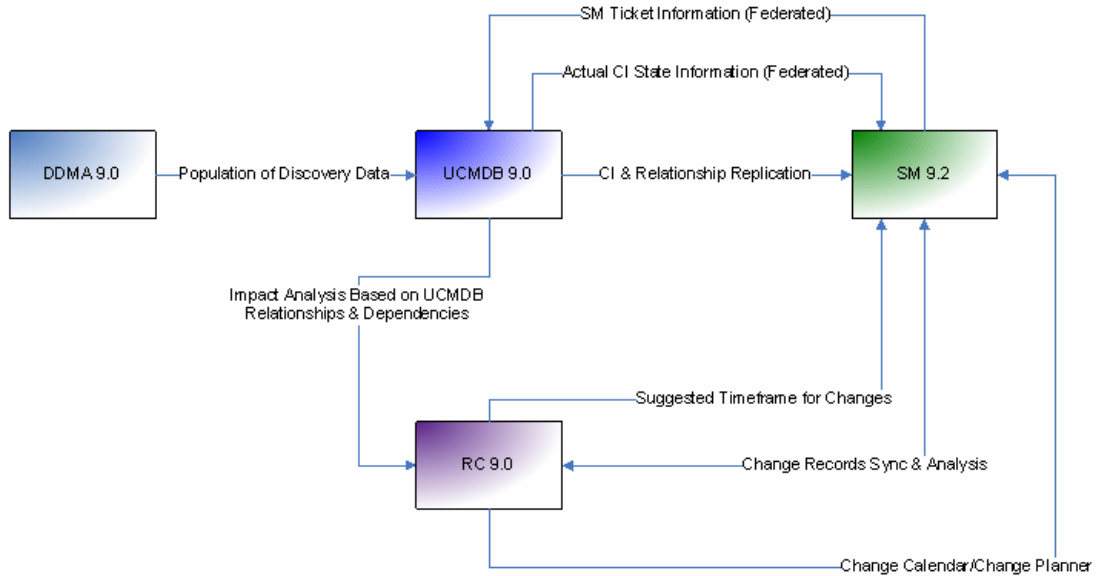 SM Ticket Information (Federated)
Actual CI State Information (Federated)
DDMA 9.0
Population of Discovery Data
UCMDB 9.0
CI & Relationship Replication
SM 9.2
Impact Analysis Based on UCMDB
Relationships & Dependencies
Suggested Timeframe for Changes
RC 9.0
Change Records Sync & Analysis
Change Calendar/Change Planner